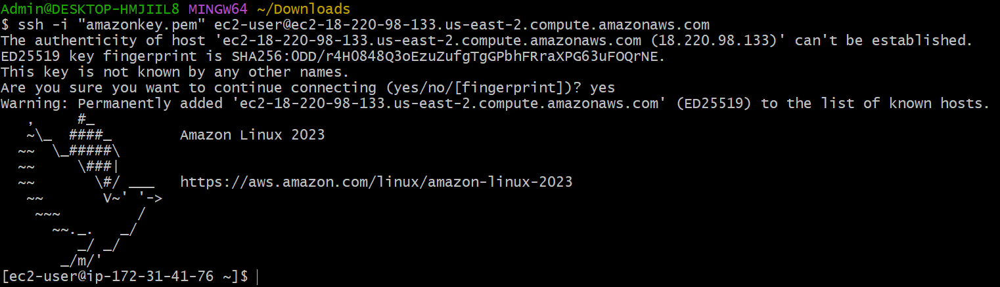 Admin@DESKTOP-HMJIIL8 MINGW64 ~/Downloads
$ ssh -i "amazonkey.pem" ec2-user@ec2-18-220-98-133.us-east-2.compute.amazonaws.com
The authenticity of host 'ec2-18-220-98-133.us-east-2.compute.amazonaws.com (18.220.98.133)' can't be established.
ED25519 key fingerprint is SHA256:ODD/r4H0848Q3oEzuZufgTgGPbhFRraXPG63uFOQrNE.
This key is not known by any other names.
Are you sure you want to continue connecting (yes/no/[fingerprint])? yes
Warning: Permanently added 'ec2-18-220-98-133.us-east-2.compute.amazonaws.com' (ED25519) to the list of known hosts.
   ,     #_
   ~\_  ####_        Amazon Linux 2023
  ~~  \_#####\
  ~~     \###|
  ~~       \#/ ___   https://aws.amazon.com/linux/amazon-linux-2023
   ~~       V~' '->
    ~~~         /
      ~~._.   _/
         _/ _/
       _/m/'
[ec2-user@ip-172-31-41-76 ~]$